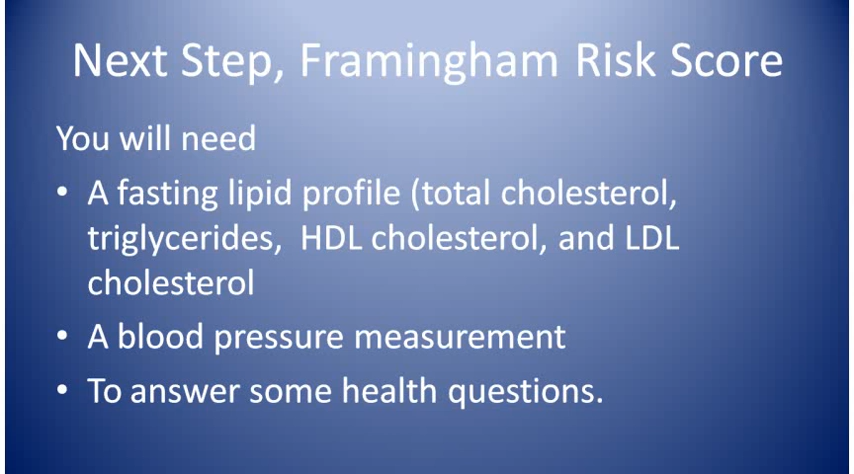 Next Step, Framingham Risk Score
You will need
• A fasting lipid profile (total cholesterol,
triglycerides,  HDL cholesterol, and LDL
cholesterol
• A blood pressure measurement
• To answer some health questions.